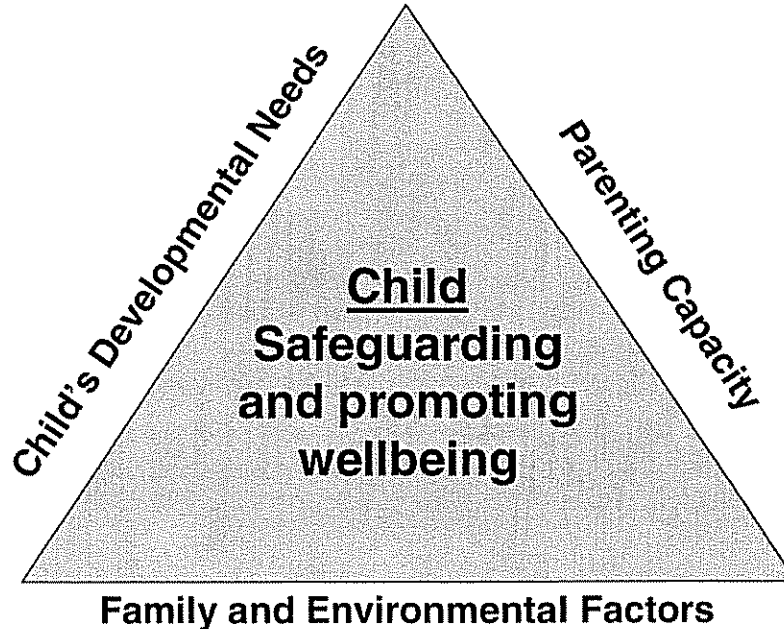 Child's Developmental Needs
Parenting Capacity
Child
Safeguarding
and promoting
wellbeing
Family and Environmental Factors